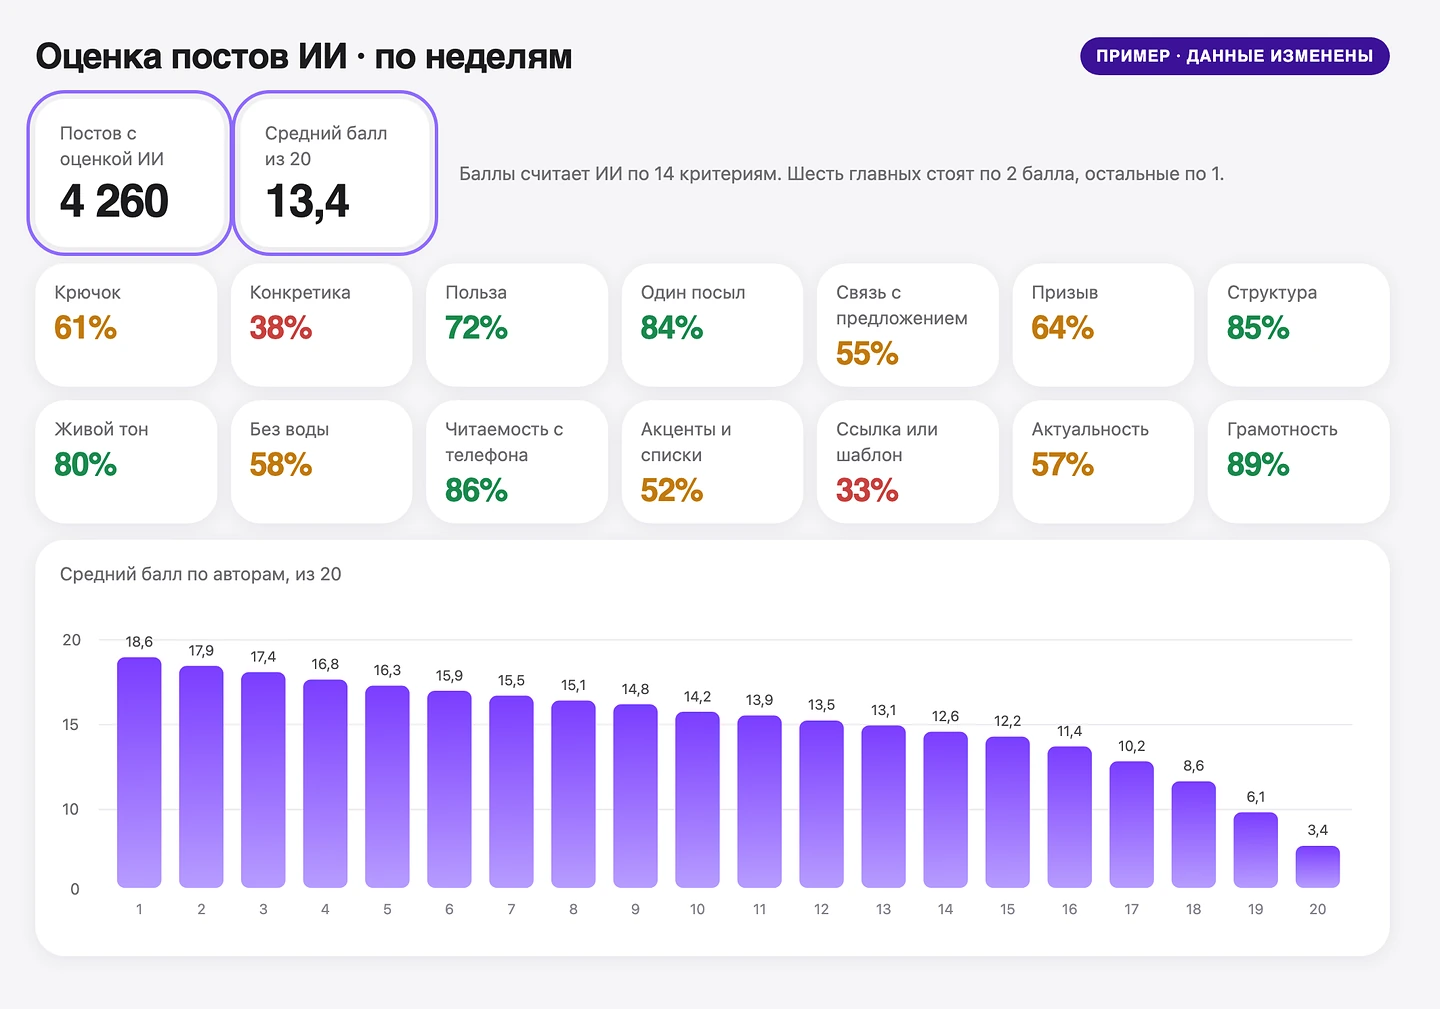 Оценка постов ИИ · по неделям
ПРИМЕР · ДАННЫЕ ИЗМЕНЕНЫ
Постов с
оценкой ИИ
4 260
Средний балл
из 20
13,4
Баллы считает ИИ по 14 критериям. Шесть главных стоят по 2 балла, остальные по 1.
Крючок
61%
Конкретика
38%
Польза
72%
Один посыл
84%
Связь с
предложением
55%
Призыв
64%
Структура
85%
Живой тон
80%
Без воды
58%
Читаемость с
телефона
86%
Акценты и
списки
52%
Ссылка или
шаблон
33%
Актуальность
57%
Грамотность
89%
Средний балл по авторам, из 20
20
15
10
0
18,6
17,9
17,4
16,8
16,3
15,9
15,5
15,1
14,8
14,2
13,9
13,5
13,1
12,6
12,2
11,4
10,2
8,6
6,1
3,4
1
2
3
4
5
6
7
8
9
10
11
12
13
14
15
16
17
18
19
20